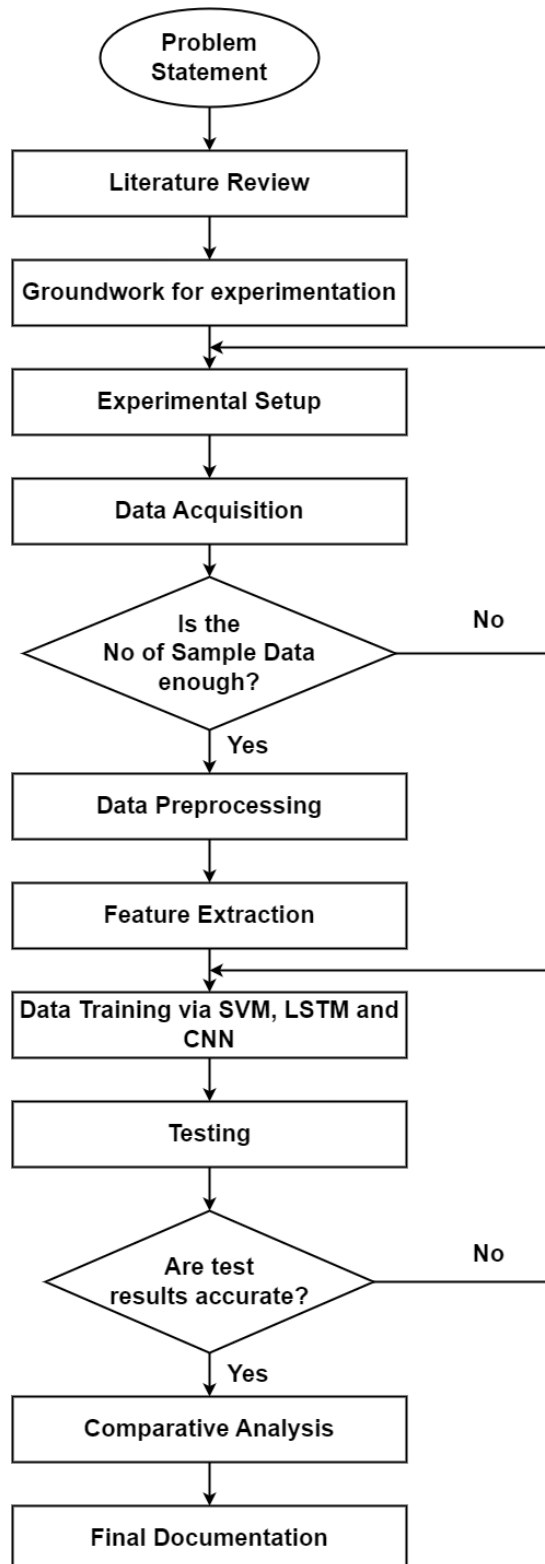 Problem
Statement
Literature Review
Groundwork for experimentation
Experimental Setup
Data Acquisition
Is the
No of Sample Data
enough?
No
Yes
Data Preprocessing
Feature Extraction
Data Training via SVM, LSTM and
CNN
Testing
Are test
results accurate?
No
Yes
Comparative Analysis
Final Documentation